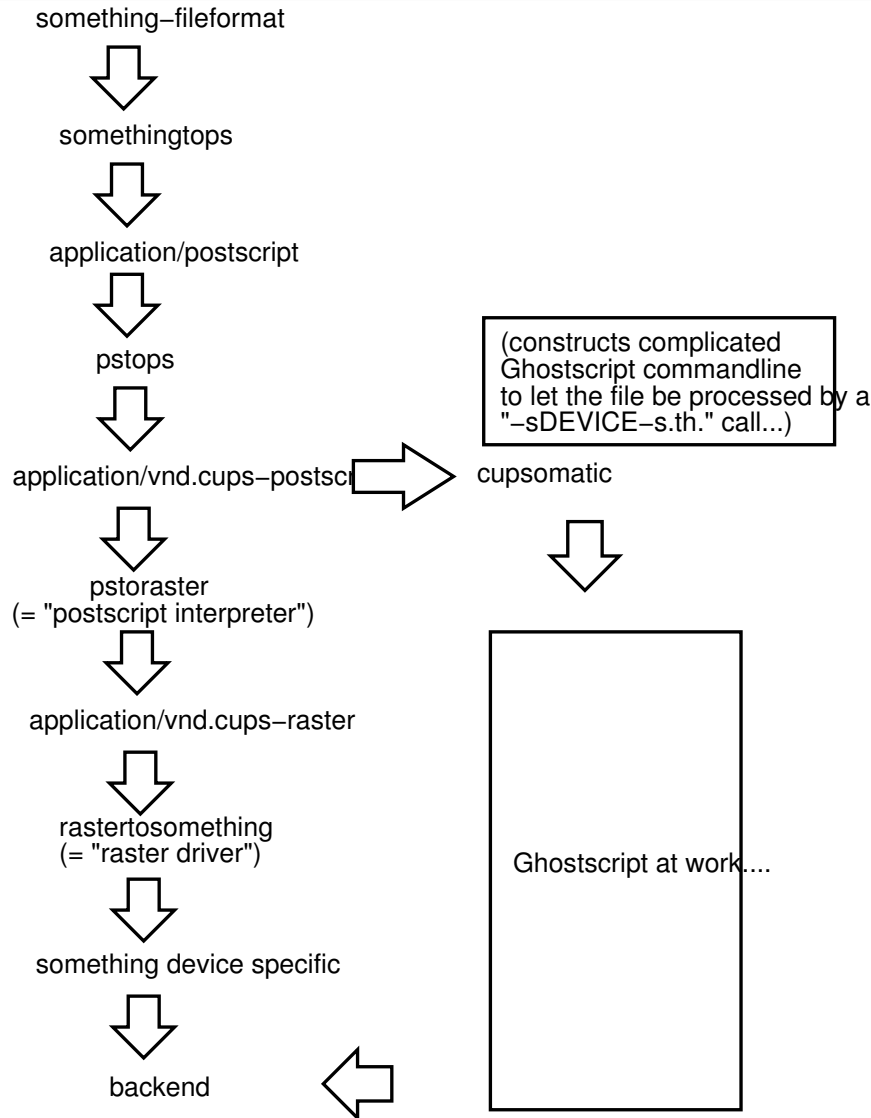 something−fileformat
somethingtops
application/postscript
pstops
application/vnd.cups−postscr
pstoraster
(= "postscript interpreter")
application/vnd.cups−raster
rastertosomething
(= "raster driver")
something device specific
backend
(constructs complicated
Ghostscript commandline
to let the file be processed by a
"−sDEVICE−s.th." call...)
cupsomatic
Ghostscript at work....